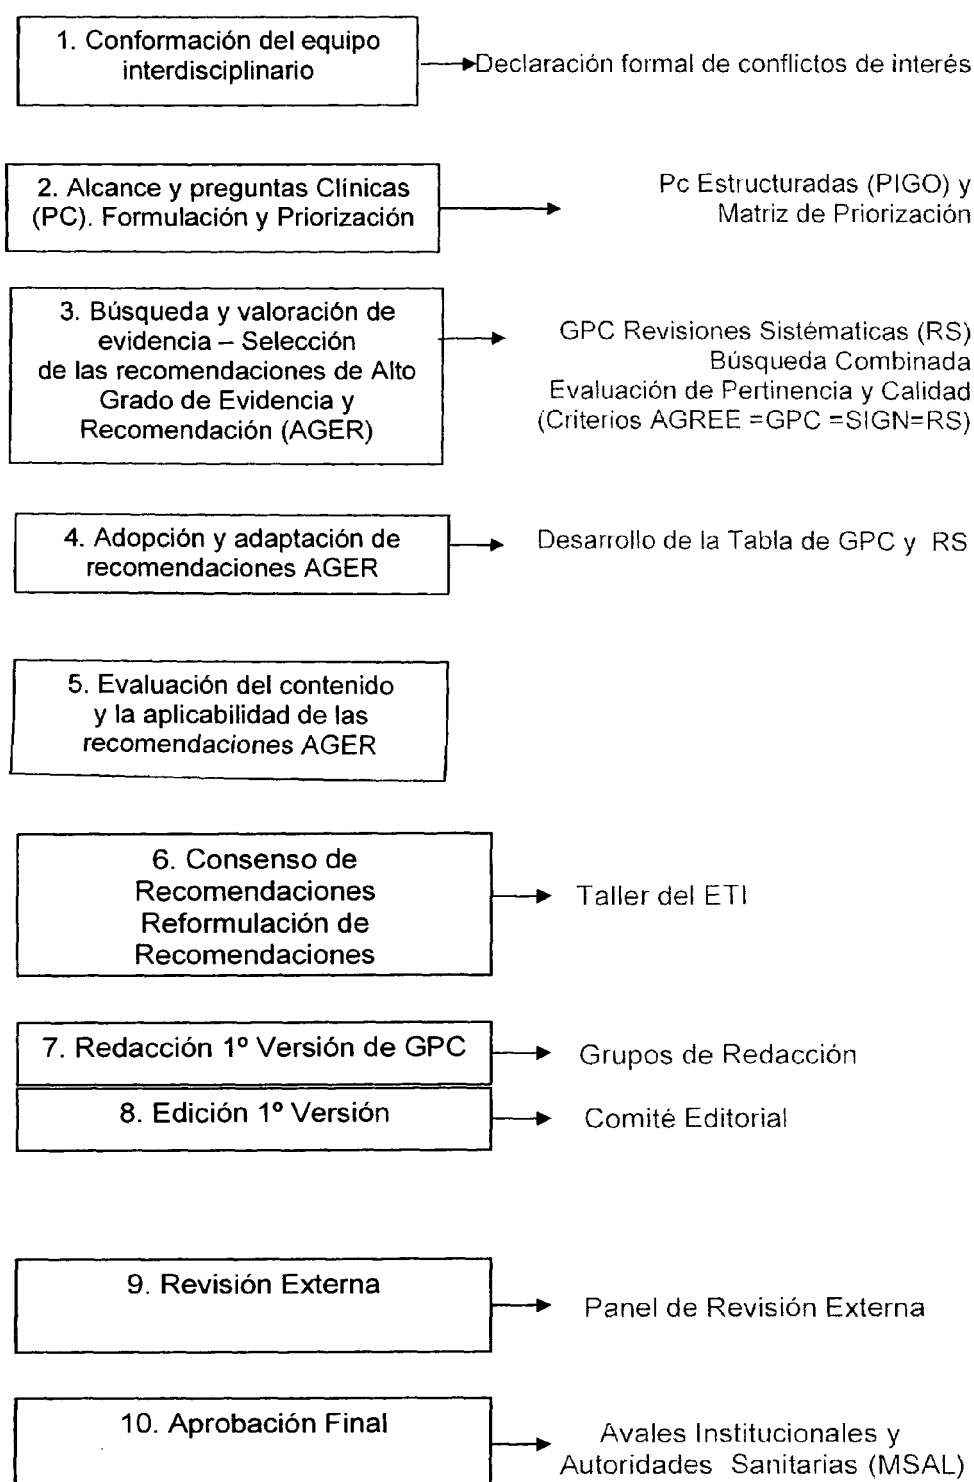 1. Conformación del equipo
interdisciplinario
Declaración formal de conflictos de interés
2. Alcance y preguntas Clínicas
(PC). Formulación y Priorización
Pc Estructuradas (PIGO) y
Matriz de Priorización
3. Búsqueda y valoración de
evidencia – Selección
de las recomendaciones de Alto
Grado de Evidencia y
Recomendación (AGER)
GPC Revisiones Sistématicas (RS)
Búsqueda Combinada
Evaluación de Pertinencia y Calidad
(Criterios AGREE =GPC =SIGN=RS)
4. Adopción y adaptación de
recomendaciones AGER
Desarrollo de la Tabla de GPC y RS
5. Evaluación del contenido
y la aplicabilidad de las
recomendaciones AGER
6. Consenso de
Recomendaciones
Reformulación de
Recomendaciones
Taller del ETI
7. Redacción 1º Versión de GPC
Grupos de Redacción
8. Edición 1º Versión
Comité Editorial
9. Revisión Externa
Panel de Revisión Externa
10. Aprobación Final
Avales Institucionales y
Autoridades Sanitarias (MSAL)